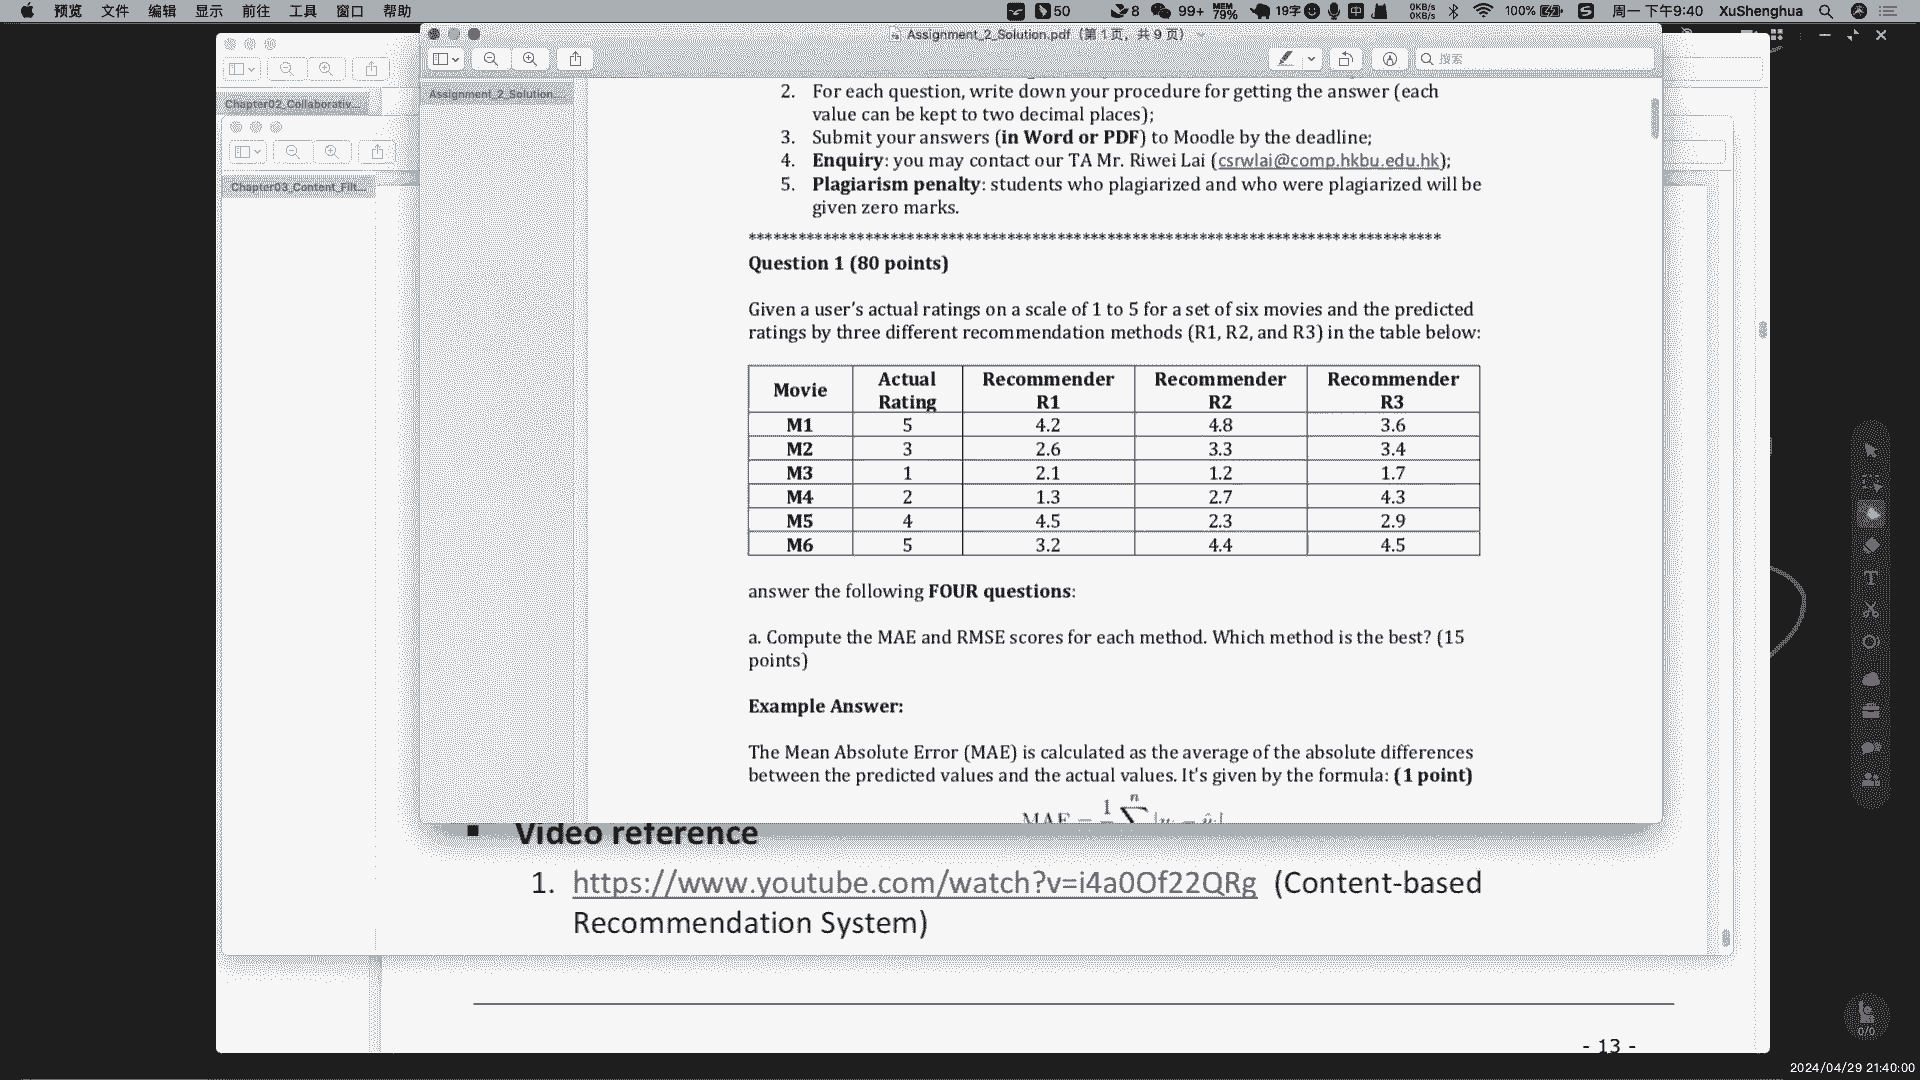 预览 文件 编辑 显示 前往 工具 窗口 帮助
50 8 99+ MEM 79% 19字 中 0KB/s 0KB/s 100% S 周一 下午9:40 XuShenghua
Assignment_2_Solution.pdf（第 1 页，共 9 页）
搜索
Chapter02_Collaborativ...
Chapter03_Content_Filt...
Assignment_2_Solution...
2. For each question, write down your procedure for getting the answer (each
value can be kept to two decimal places);
3. Submit your answers (in Word or PDF) to Moodle by the deadline;
4. Enquiry: you may contact our TA Mr. Riwei Lai (csrwlai@comp.hkbu.edu.hk);
5. Plagiarism penalty: students who plagiarized and who were plagiarized will be
given zero marks.
************************************************************************************
Question 1 (80 points)
Given a user's actual ratings on a scale of 1 to 5 for a set of six movies and the predicted
ratings by three different recommendation methods (R1, R2, and R3) in the table below:
Movie Actual Rating Recommender R1 Recommender R2 Recommender R3
M1 5 4.2 4.8 3.6
M2 3 2.6 3.3 3.4
M3 1 2.1 1.2 1.7
M4 2 1.3 2.7 4.3
M5 4 4.5 2.3 2.9
M6 5 3.2 4.4 4.5
answer the following FOUR questions:
a. Compute the MAE and RMSE scores for each method. Which method is the best? (15
points)
Example Answer:
The Mean Absolute Error (MAE) is calculated as the average of the absolute differences
between the predicted values and the actual values. It's given by the formula: (1 point)
■ Video reference
1. https://www.youtube.com/watch?v=i4a0Of22QRg (Content-based
Recommendation System)
- 13 -
0/0
2024/04/29 21:40:00